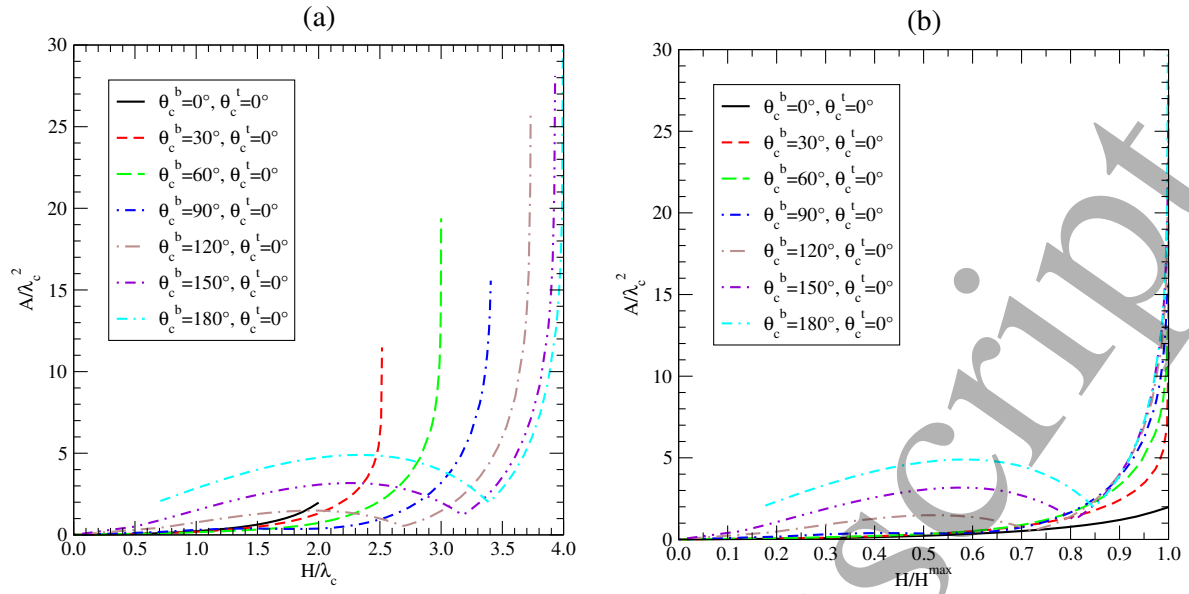 (a)
30
25
20
15
10
5
0
A/λc²
θcᵇ=0°, θcᵗ=0°
θcᵇ=30°, θcᵗ=0°
θcᵇ=60°, θcᵗ=0°
θcᵇ=90°, θcᵗ=0°
θcᵇ=120°, θcᵗ=0°
θcᵇ=150°, θcᵗ=0°
θcᵇ=180°, θcᵗ=0°
0.0 0.5 1.0 1.5 2.0 2.5 3.0 3.5 4.0
H/λc
(b)
30
25
20
15
10
5
0
A/λc²
θcᵇ=0°, θcᵗ=0°
θcᵇ=30°, θcᵗ=0°
θcᵇ=60°, θcᵗ=0°
θcᵇ=90°, θcᵗ=0°
θcᵇ=120°, θcᵗ=0°
θcᵇ=150°, θcᵗ=0°
θcᵇ=180°, θcᵗ=0°
0.0 0.1 0.2 0.3 0.4 0.5 0.6 0.7 0.8 0.9 1.0
H/Hᵐᵃˣ
script